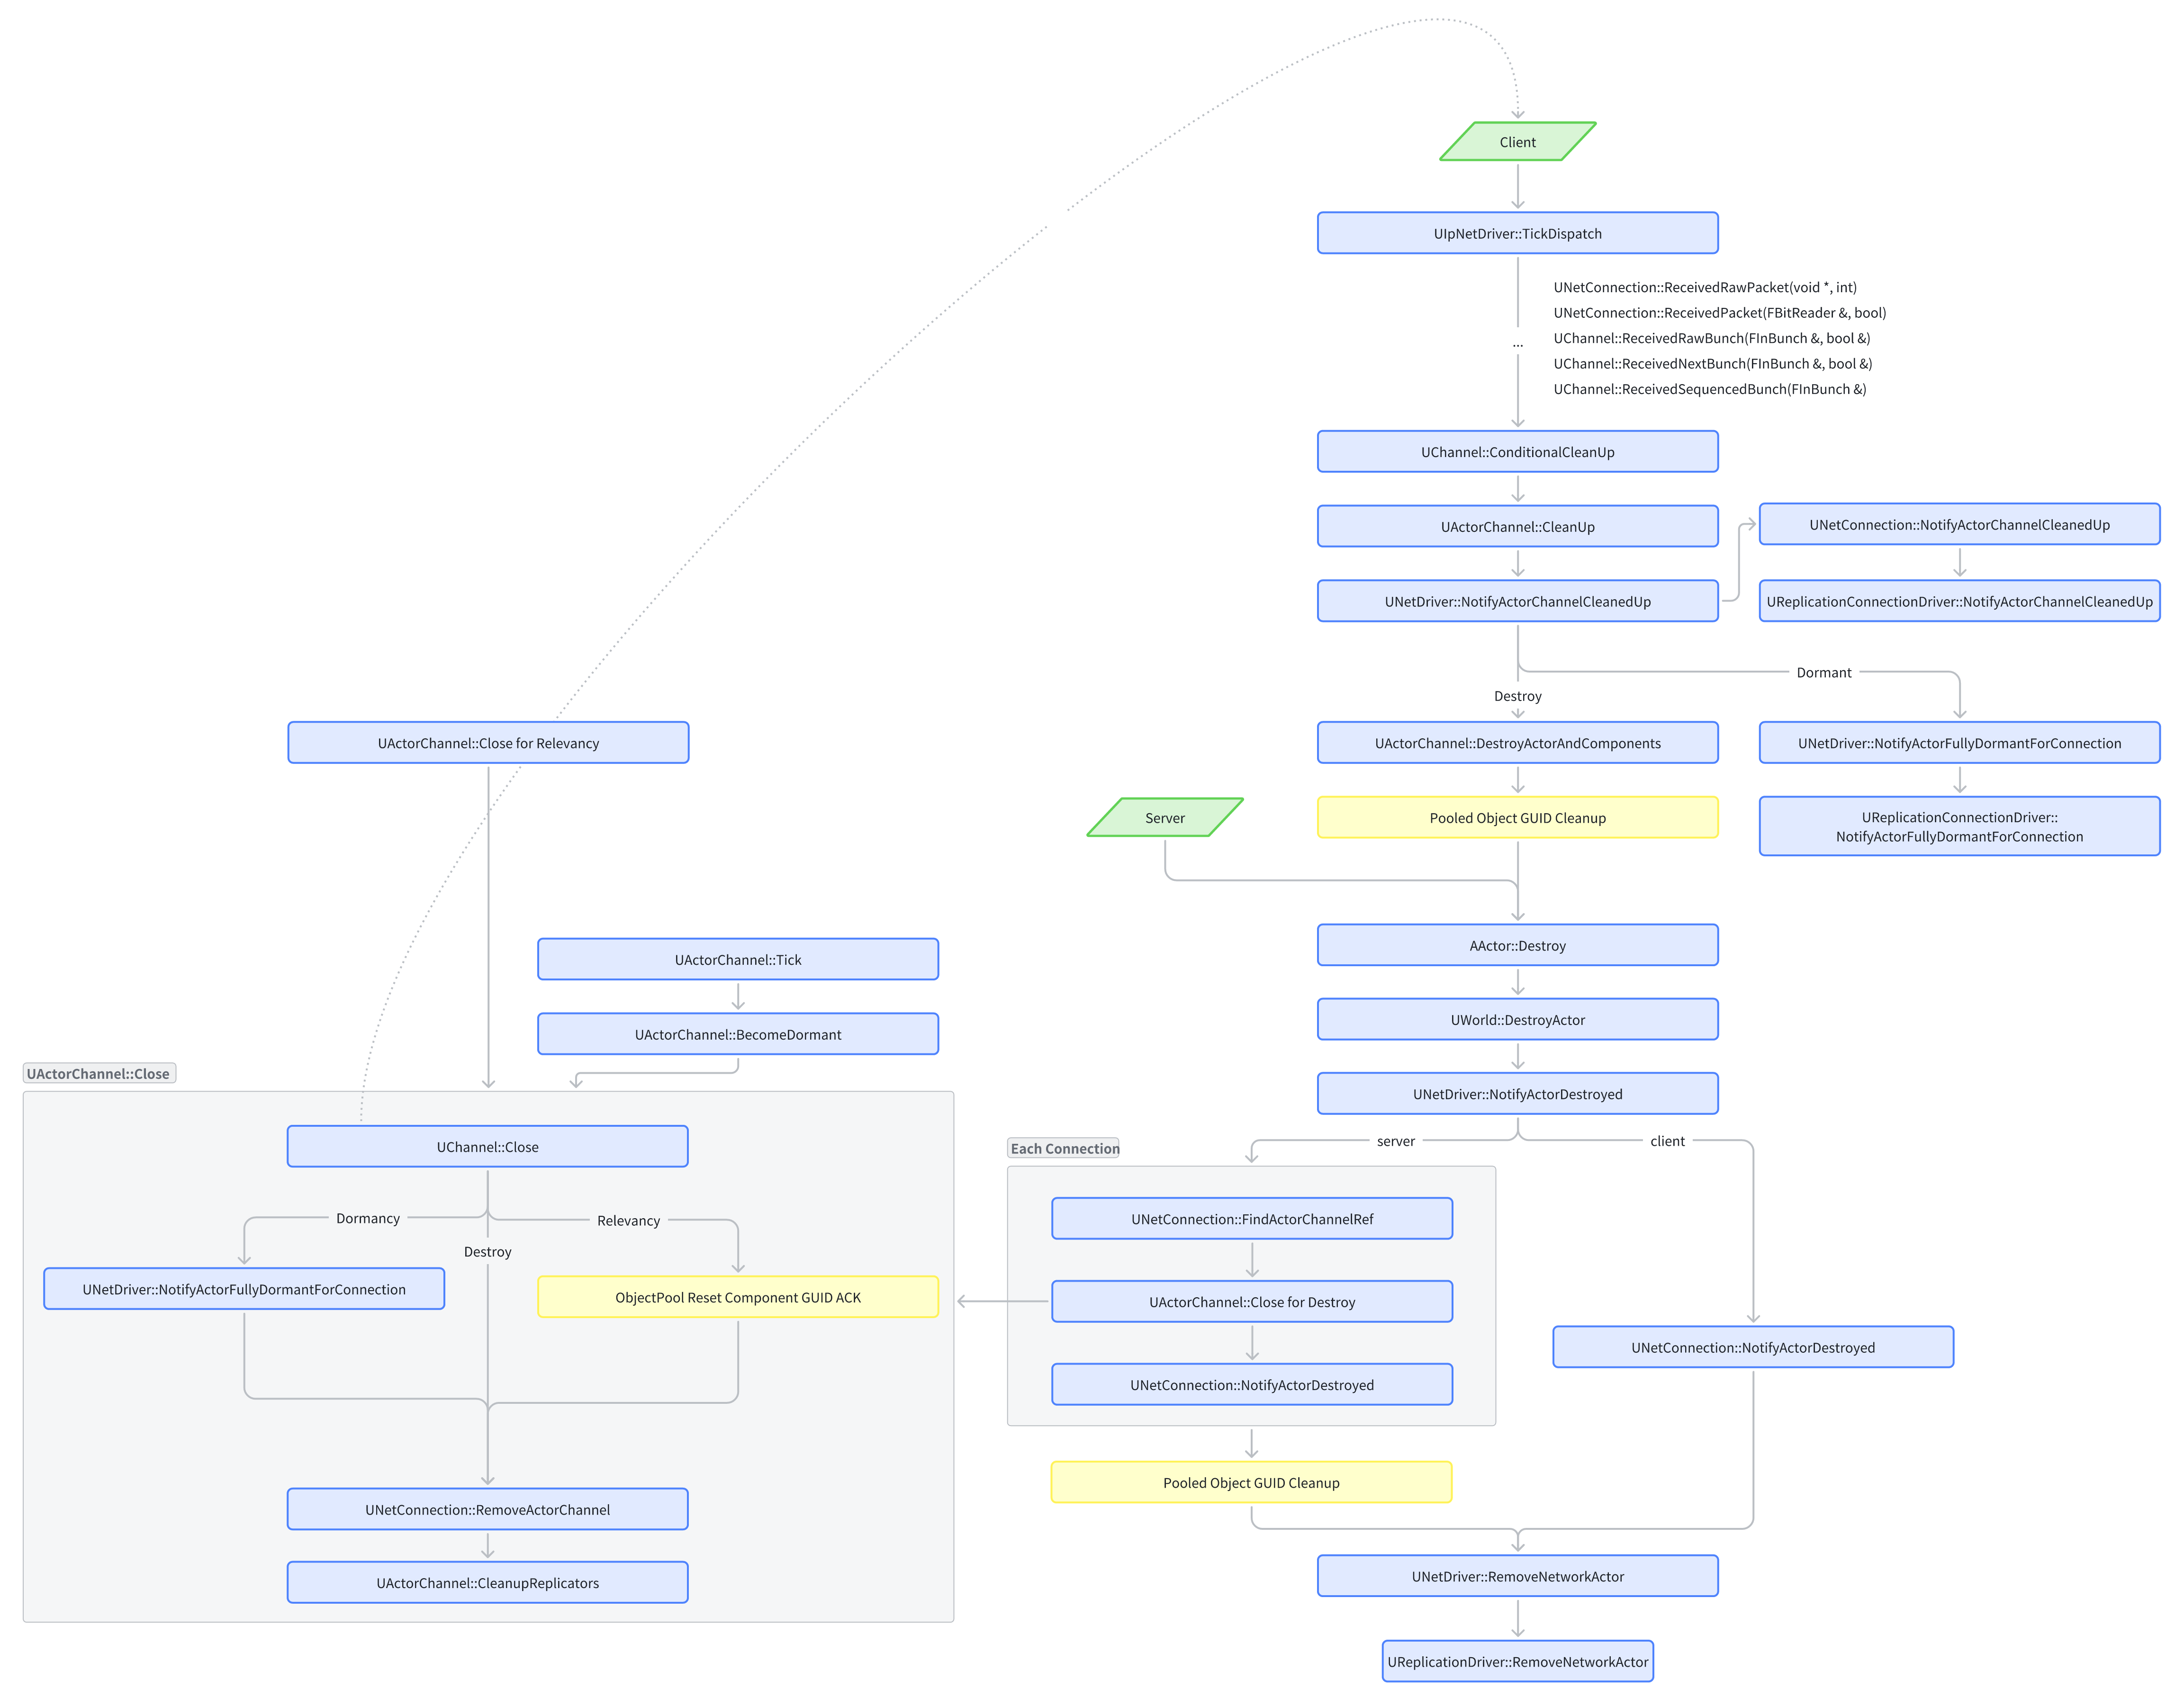 Client
UIpNetDriver::TickDispatch
UNetConnection::ReceivedRawPacket(void *, int)
UNetConnection::ReceivedPacket(FBitReader &, bool)
...
UChannel::ReceivedRawBunch(FInBunch &, bool &)
UChannel::ReceivedNextBunch(FInBunch &, bool &)
UChannel::ReceivedSequencedBunch(FInBunch &)
UChannel::ConditionalCleanUp
UActorChannel::CleanUp
UNetConnection::NotifyActorChannelCleanedUp
UNetDriver::NotifyActorChannelCleanedUp
UReplicationConnectionDriver::NotifyActorChannelCleanedUp
Dormant
Destroy
UActorChannel::Close for Relevancy
UActorChannel::DestroyActorAndComponents
UNetDriver::NotifyActorFullyDormantForConnection
Server
Pooled Object GUID Cleanup
UReplicationConnectionDriver::
NotifyActorFullyDormantForConnection
UActorChannel::Tick
AActor::Destroy
UActorChannel::BecomeDormant
UWorld::DestroyActor
UActorChannel::Close
UNetDriver::NotifyActorDestroyed
UChannel::Close
Each Connection
server
client
Dormancy
Relevancy
Destroy
UNetConnection::FindActorChannelRef
UNetDriver::NotifyActorFullyDormantForConnection
ObjectPool Reset Component GUID ACK
UActorChannel::Close for Destroy
UNetConnection::NotifyActorDestroyed
UNetConnection::NotifyActorDestroyed
Pooled Object GUID Cleanup
UNetConnection::RemoveActorChannel
UActorChannel::CleanupReplicators
UNetDriver::RemoveNetworkActor
UReplicationDriver::RemoveNetworkActor